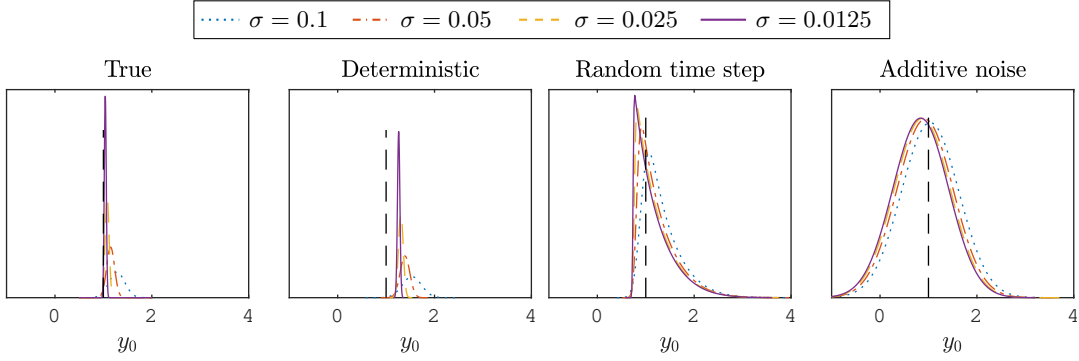 σ = 0.1 σ = 0.05 σ = 0.025 σ = 0.0125
True Deterministic Random time step Additive noise
0 2 4 0 2 4 0 2 4 0 2 4
y₀ y₀ y₀ y₀